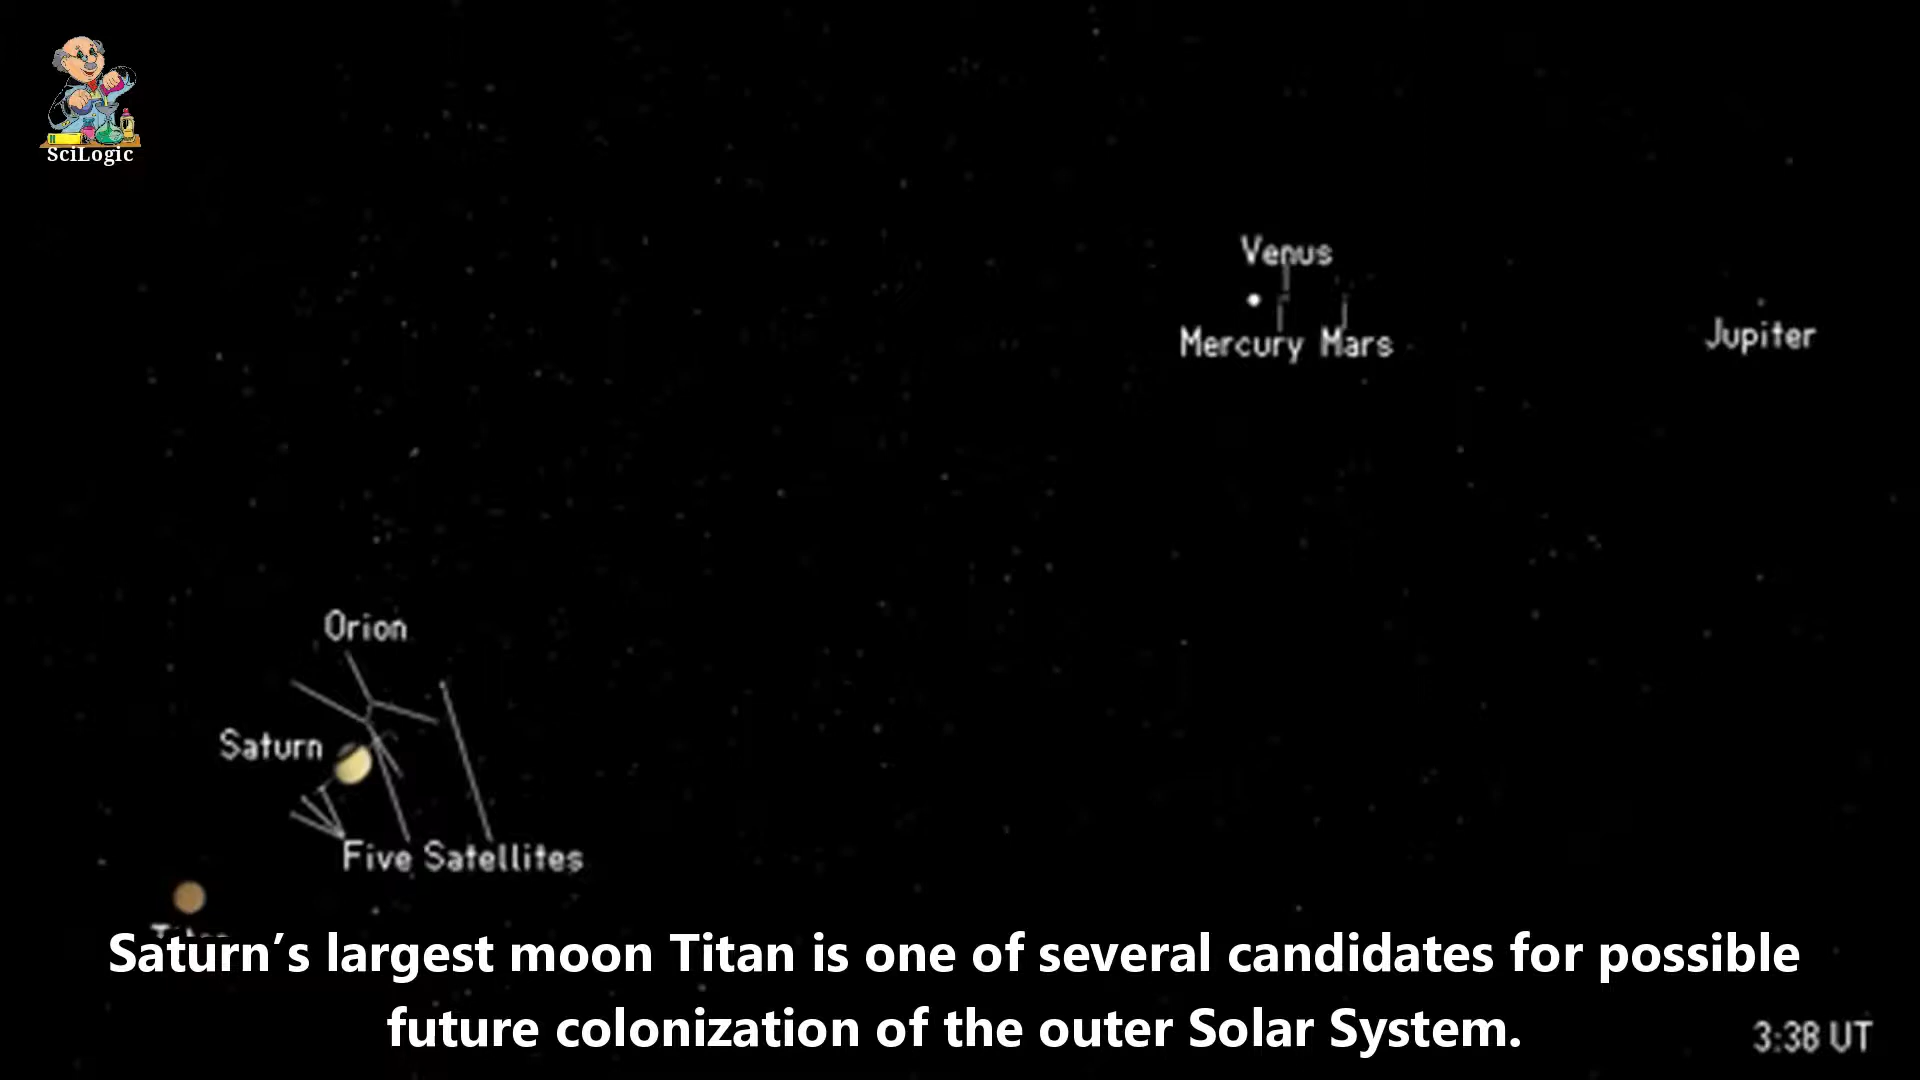 SciLogic
Venus
Mercury Mars
Jupiter
Orion
Saturn
Five Satellites
Saturn’s largest moon Titan is one of several candidates for possible
future colonization of the outer Solar System.
3:38 UT